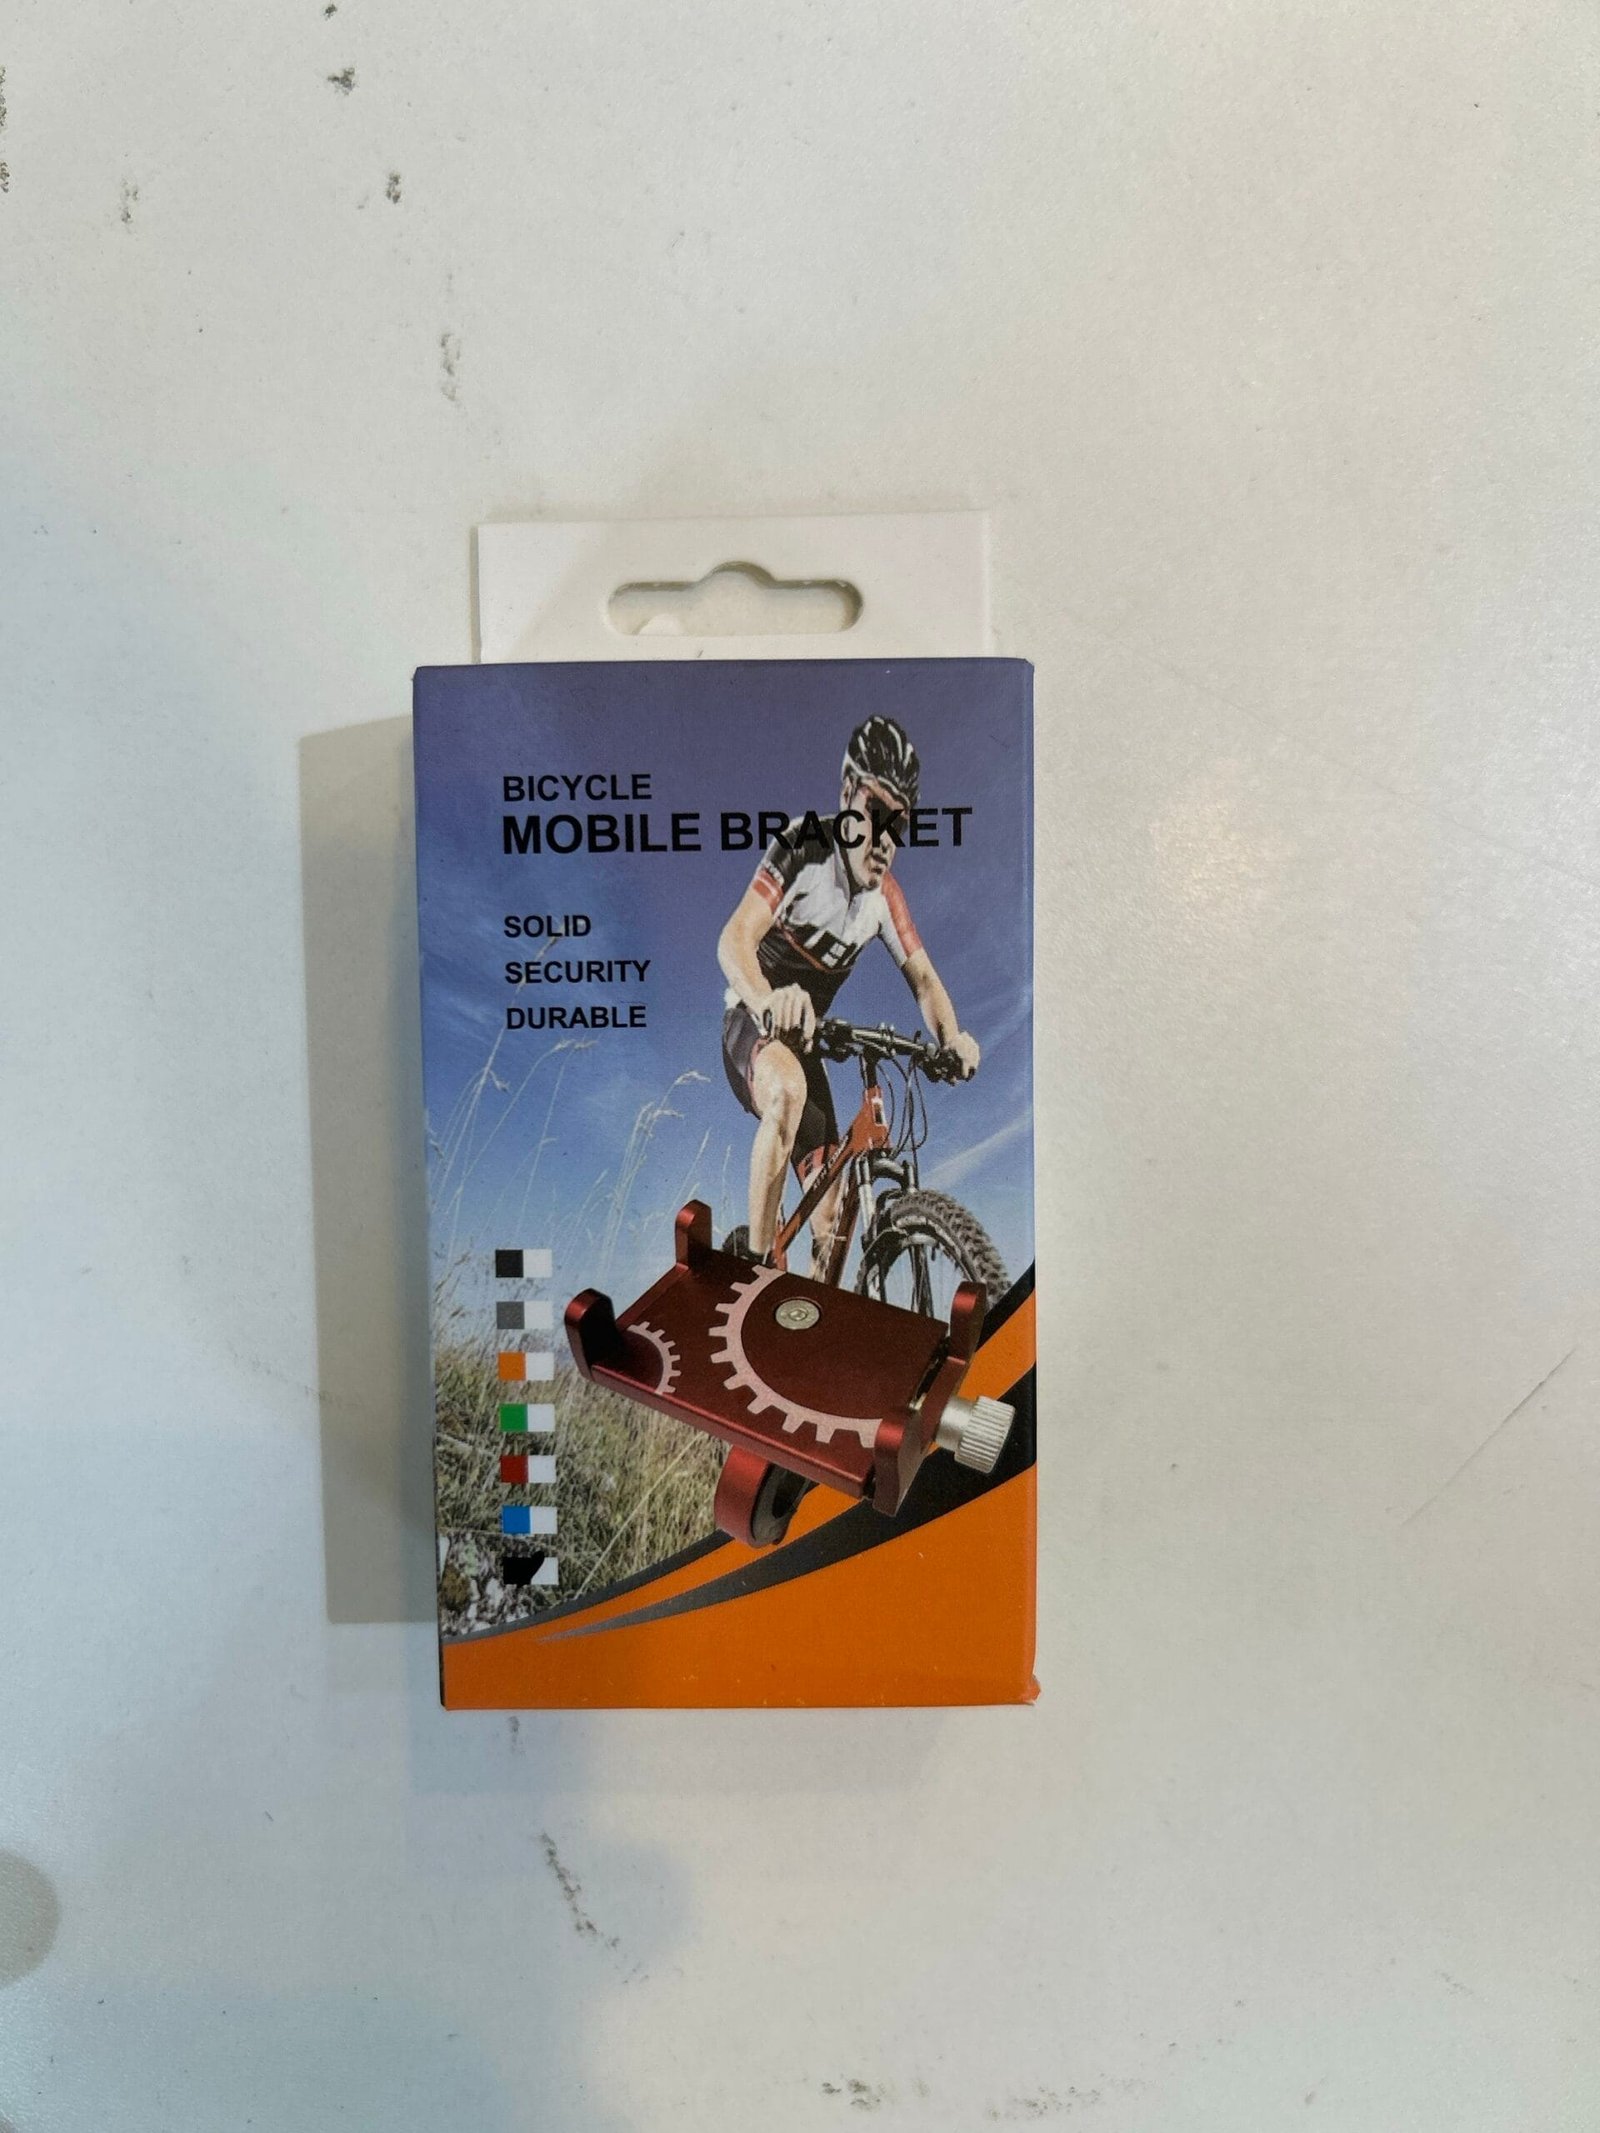 BICYCLE
MOBILE BRACKET
SOLID
SECURITY
DURABLE